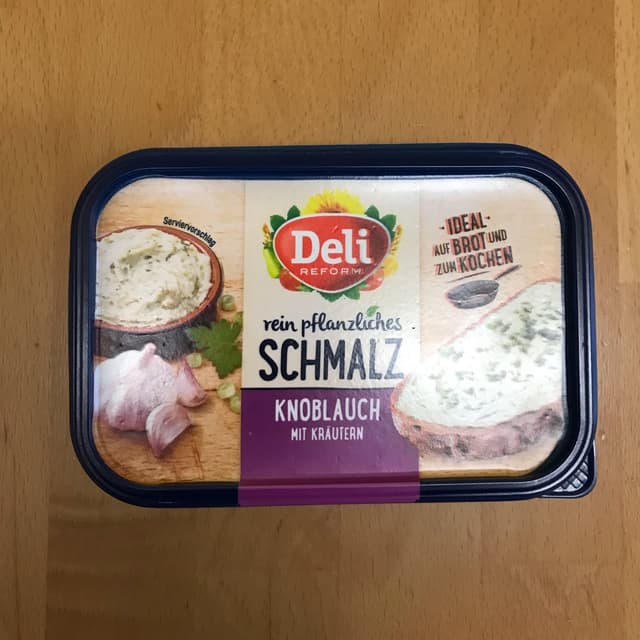 Serviervorschlag
Deli
REFORM
rein pflanzliches
SCHMALZ
KNOBLAUCH
MIT KRÄUTERN
IDEAL
AUF BROT UND
ZUM KOCHEN